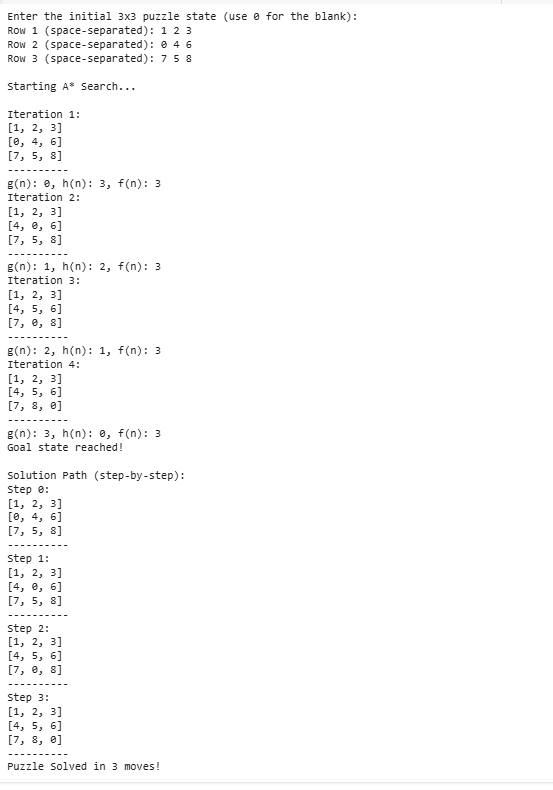 Enter the initial 3x3 puzzle state (use 0 for the blank):
Row 1 (space-separated): 1 2 3
Row 2 (space-separated): 0 4 6
Row 3 (space-separated): 7 5 8
Starting A* Search...
Iteration 1:
[1, 2, 3]
[0, 4, 6]
[7, 5, 8]
----------
g(n): 0, h(n): 3, f(n): 3
Iteration 2:
[1, 2, 3]
[4, 0, 6]
[7, 5, 8]
----------
g(n): 1, h(n): 2, f(n): 3
Iteration 3:
[1, 2, 3]
[4, 5, 6]
[7, 0, 8]
----------
g(n): 2, h(n): 1, f(n): 3
Iteration 4:
[1, 2, 3]
[4, 5, 6]
[7, 8, 0]
----------
g(n): 3, h(n): 0, f(n): 3
Goal state reached!
Solution Path (step-by-step):
Step 0:
[1, 2, 3]
[0, 4, 6]
[7, 5, 8]
----------
Step 1:
[1, 2, 3]
[4, 0, 6]
[7, 5, 8]
----------
Step 2:
[1, 2, 3]
[4, 5, 6]
[7, 0, 8]
----------
Step 3:
[1, 2, 3]
[4, 5, 6]
[7, 8, 0]
----------
Puzzle Solved in 3 moves!